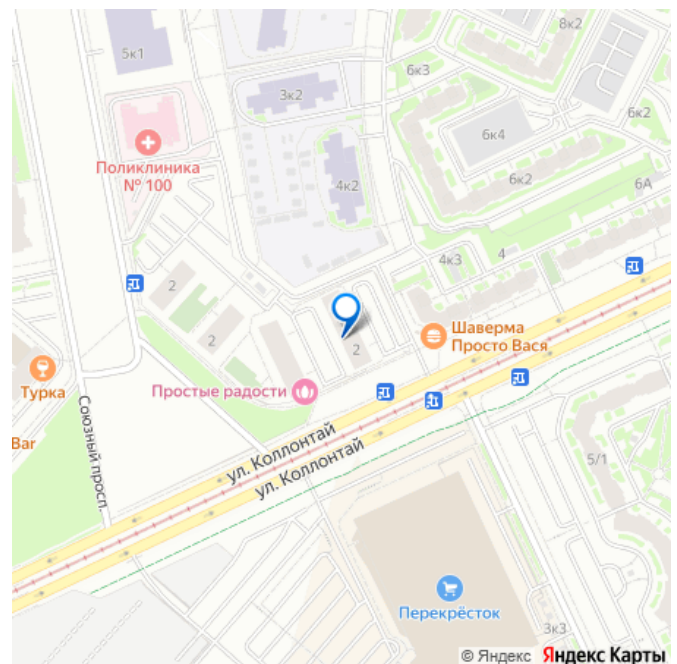 8к2
5к1
6к3
3к2
6к2
6к4
Поликлиника
№ 100
6к2
4к2
6А
4к3
4
2
2
Шаверма
Просто Вася
2
Турка
Простые радости
Bar
Союзный просп.
ул. Коллонтай
ул. Коллонтай
5/1
Перекрёсток
3к3
© Яндекс Яндекс Карты